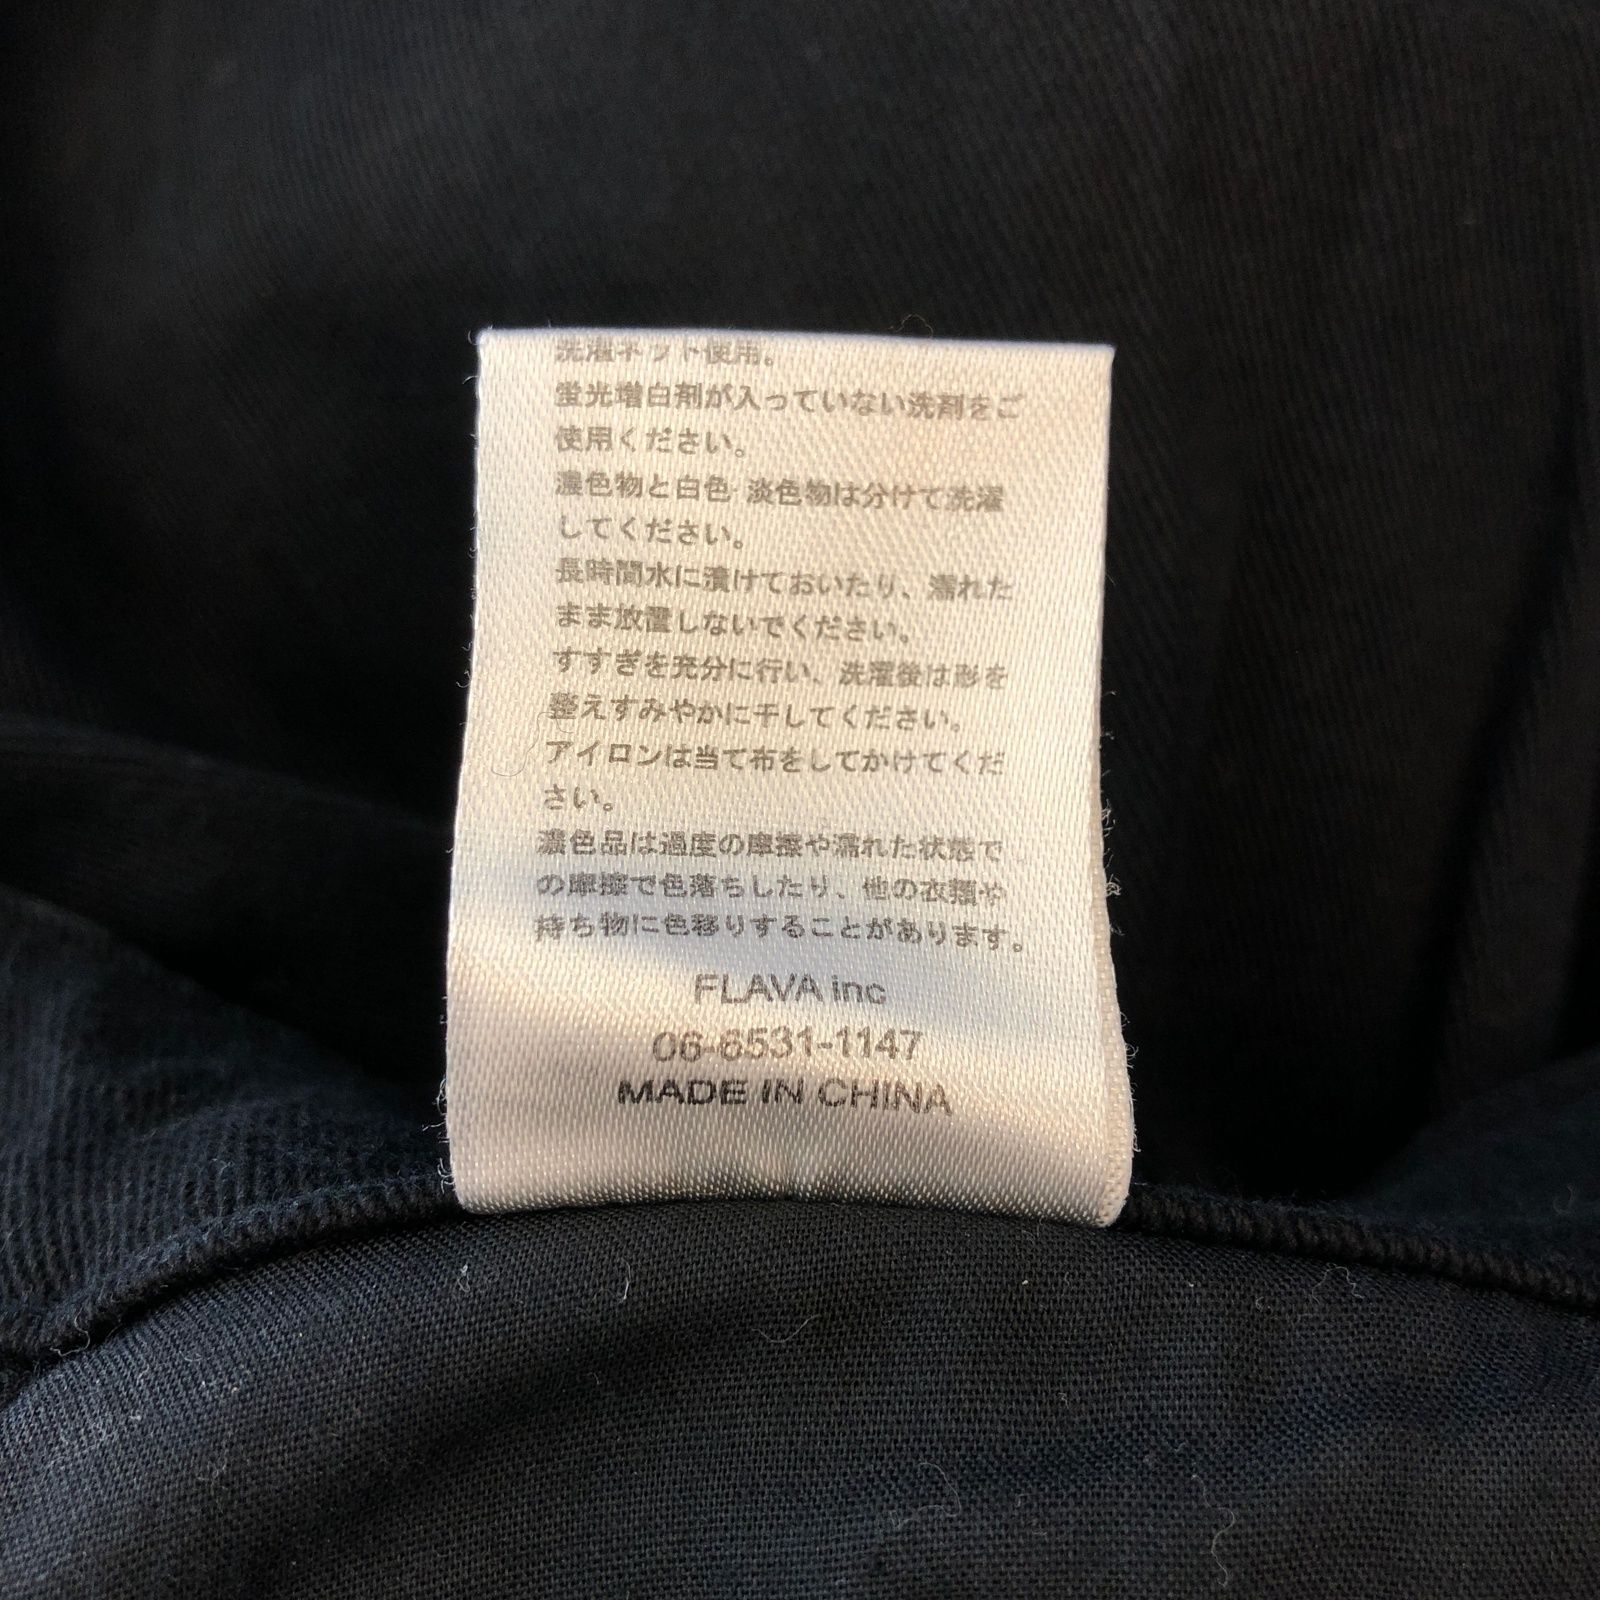 洗濯ネット使用。
蛍光増白剤が入っていない洗剤をご
使用ください。
濃色物と白色・淡色物は分けて洗濯
してください。
長時間水に漬けておいたり、濡れた
まま放置しないでください。
すすぎを充分に行い、洗濯後は形を
整えすみやかに干してください。
アイロンは当て布をしてかけてくだ
さい。
濃色品は過度の摩擦や濡れた状態で
の摩擦で色落ちしたり、他の衣類や
持ち物に色移りすることがあります。
FLAVA inc
06-6531-1147
MADE IN CHINA